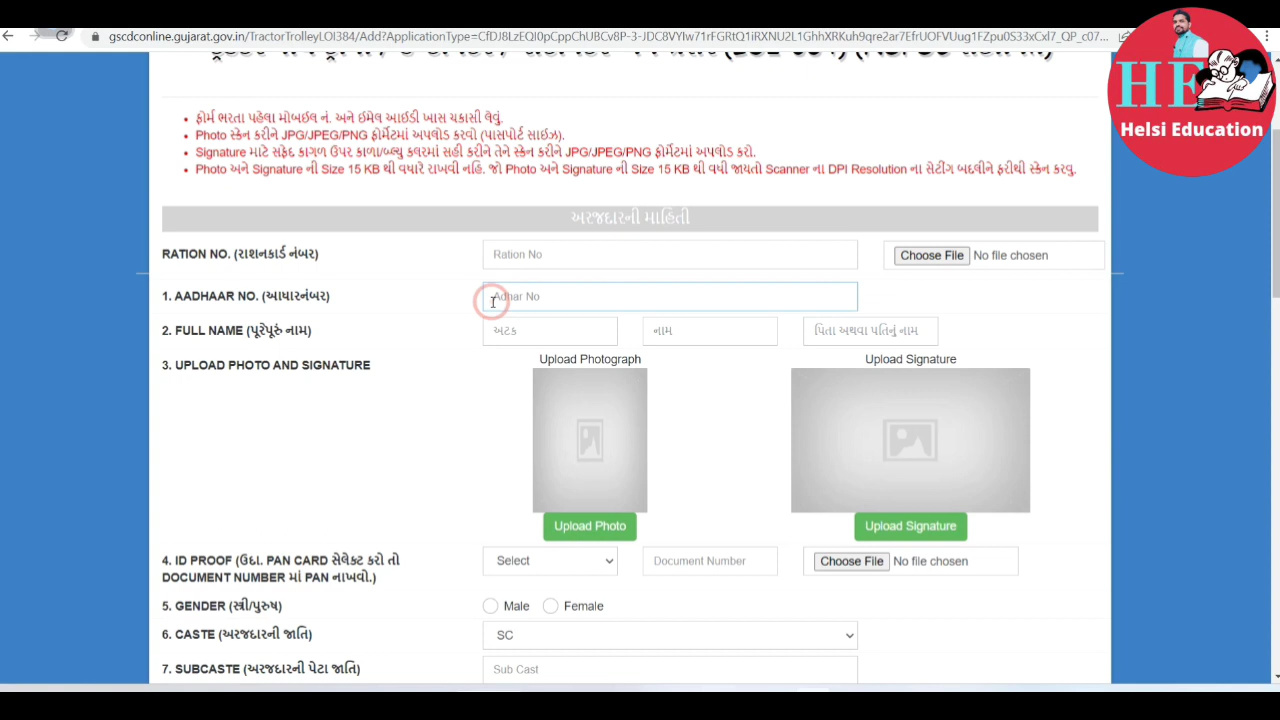 gscdonline.gujarat.gov.in/TractorTrolleyLOI384/Add?ApplicationType=CfDJ8LzEQI0pCppChUBCv8P-3-JDC8VYIw71rFGRtQ1iRXNU2L1GhhXRKuh9qre2ar7EfrUOFVUug1FZpu0S33xCxl7_QP_c07...
HE
Helsi Education
• ફોર્મ ભરતા પહેલા મોબઈલ નં. અને ઈમેલ આઈડી ખાસ ચકાસી લેવું.
• Photo સ્કેન કરીને JPG/JPEG/PNG ફોર્મેટમાં અપલોડ કરવો (પાસપોર્ટ સાઈઝ).
• Signature માટે સફેદ કાગળ ઉપર કાળા/બ્લ્યુ કલરમાં સહી કરીને તેને સ્કેન કરીને JPG/JPEG/PNG ફોર્મેટમાં અપલોડ કરો.
• Photo અને Signature ની Size 15 KB થી વધારે રાખવી નહિ. જો Photo અને Signature ની Size 15 KB થી વધી જાયતો Scanner ના DPI Resolution ના સેટીંગ બદલીને ફરીથી સ્કેન કરવુ.
અરજદારની માહિતી
RATION NO. (રાશનકાર્ડ નંબર) Ration No Choose File No file chosen
1. AADHAAR NO. (આધારનંબર) Adhar No
2. FULL NAME (પૂરેપૂરું નામ) અટક નામ પિતા અથવા પતિનું નામ
3. UPLOAD PHOTO AND SIGNATURE Upload Photograph Upload Signature
Upload Photo Upload Signature
4. ID PROOF (ઉદા. PAN CARD સેલેક્ટ કરો તો Select Document Number Choose File No file chosen
DOCUMENT NUMBER માં PAN નાખવો.)
5. GENDER (સ્ત્રી/પુરુષ) Male Female
6. CASTE (અરજદારની જાતિ) SC
7. SUBCASTE (અરજદારની પેટા જાતિ) Sub Cast